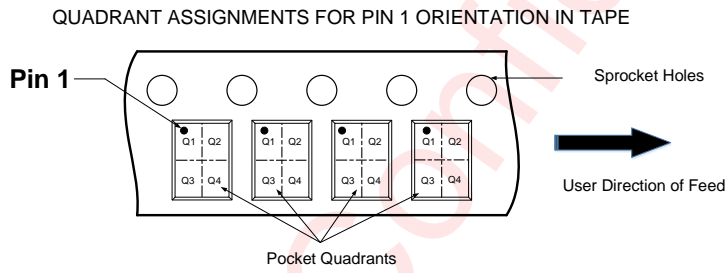 QUADRANT ASSIGNMENTS FOR PIN 1 ORIENTATION IN TAPE
Pin 1
Sprocket Holes
Q1 Q2 Q1 Q2 Q1 Q2 Q1 Q2
Q3 Q4 Q3 Q4 Q3 Q4 Q3 Q4
User Direction of Feed
Pocket Quadrants